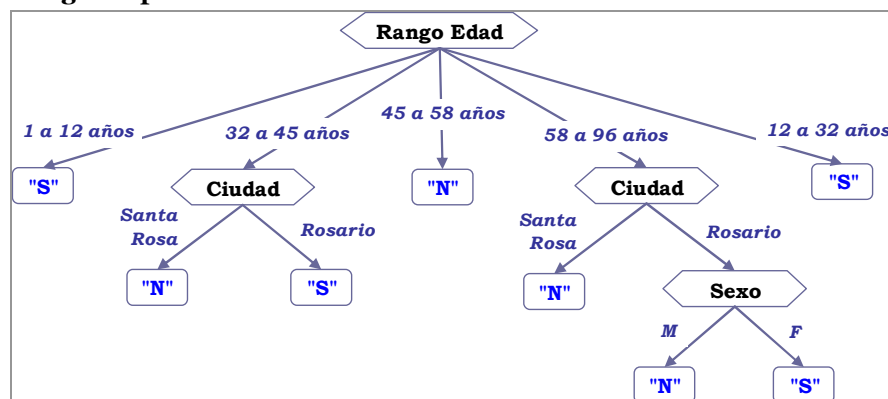 Rango Edad
1 a 12 años
32 a 45 años
45 a 58 años
58 a 96 años
12 a 32 años
"S"
Ciudad
"N"
Ciudad
"S"
Santa
Rosa
Rosario
Santa
Rosa
Rosario
"N"
"S"
"N"
Sexo
M
F
"N"
"S"